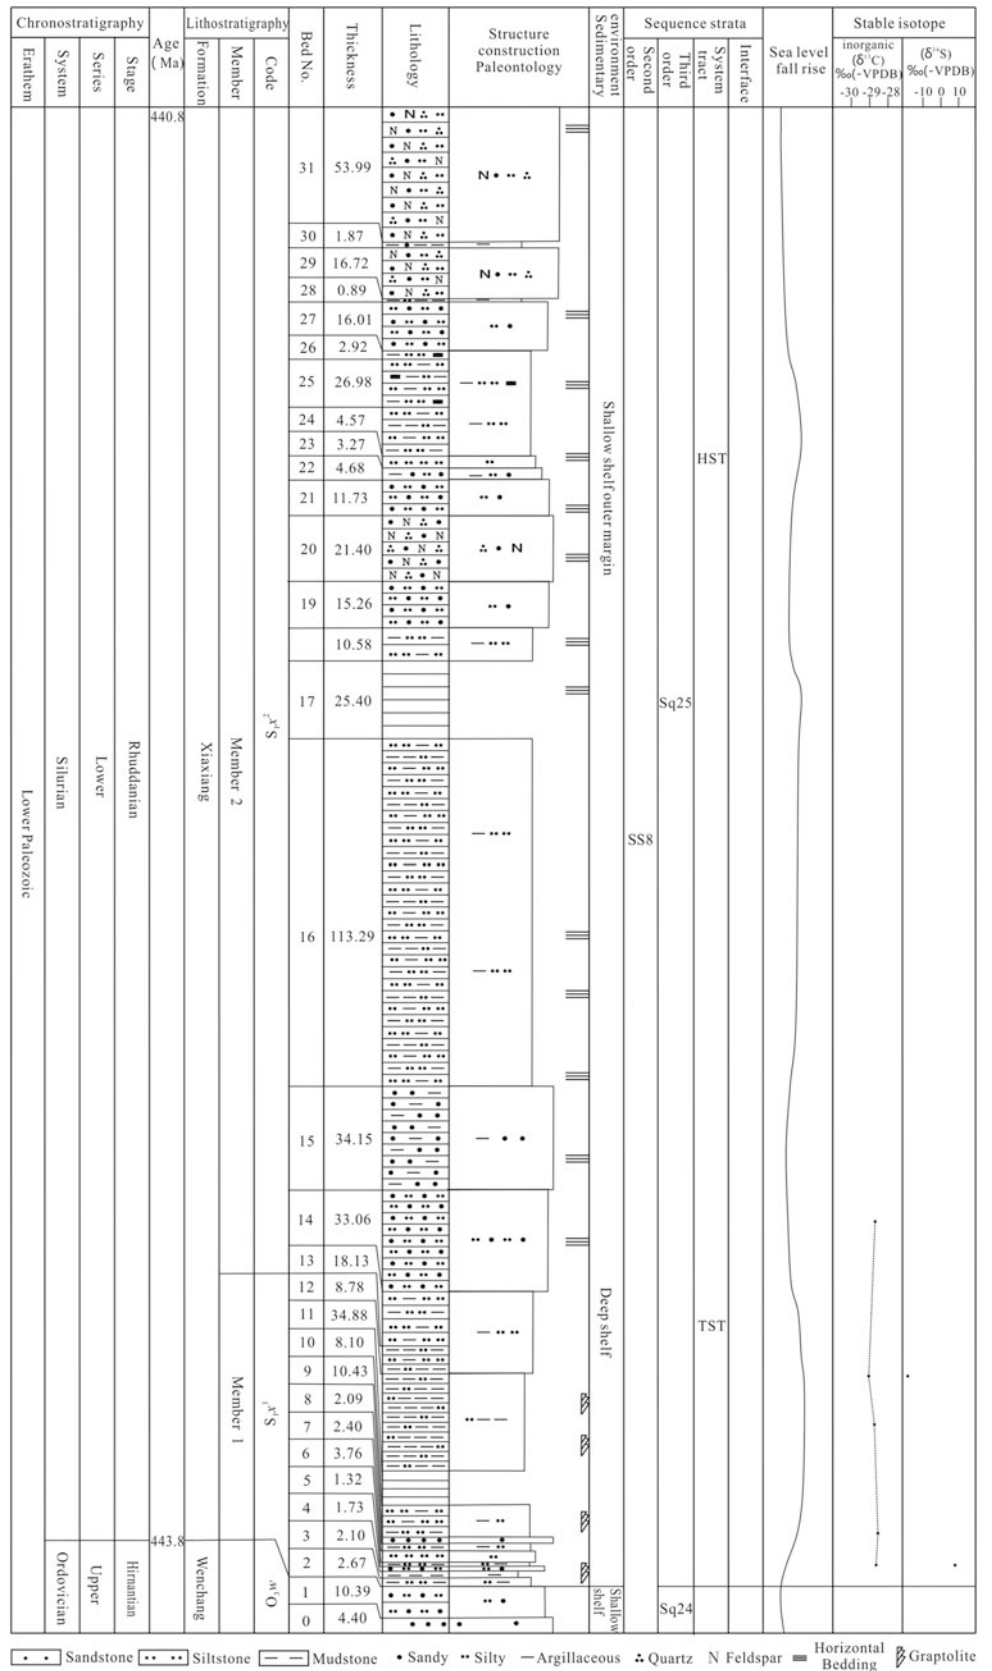 Chronostratigraphy
Lithostratigraphy
Sequence strata
Stable isotope
Erathem
System
Series
Stage
Age
(Ma)
Formation
Member
Code
Bed No.
Thickness
Lithology
Structure
construction
Paleontology
environment
Sedimentary
Second
order
Third
order
System
tract
Interface
Sea level
fall rise
inorganic
(δ¹³C)
‰(-VPDB)
-30 -29 -28
(δ³⁴S)
‰(-VPDB)
-10 0 10
440.8
31 53.99
30 1.87
29 16.72
28 0.89
27 16.01
26 2.92
25 26.98
24 4.57
23 3.27
22 4.68
21 11.73
20 21.40
19 15.26
10.58
17 25.40
16 113.29
15 34.15
14 33.06
13 18.13
12 8.78
11 34.88
10 8.10
9 10.43
8 2.09
7 2.40
6 3.76
5 1.32
4 1.73
3 2.10
2 2.67
1 10.39
0 4.40
443.8
Lower Paleozoic
Silurian
Lower
Rhuddanian
Xiaxiang
Member 2
S₁x²
Member 1
S₁x¹
Ordovician
Upper
Hirnantian
Wenchang
O₃w
Shallow shelf outer margin
Deep shelf
Shallow
shelf
SS8
Sq25
Sq24
HST
TST
Sandstone Siltstone Mudstone Sandy Silty Argillaceous Quartz N Feldspar Horizontal Bedding Graptolite